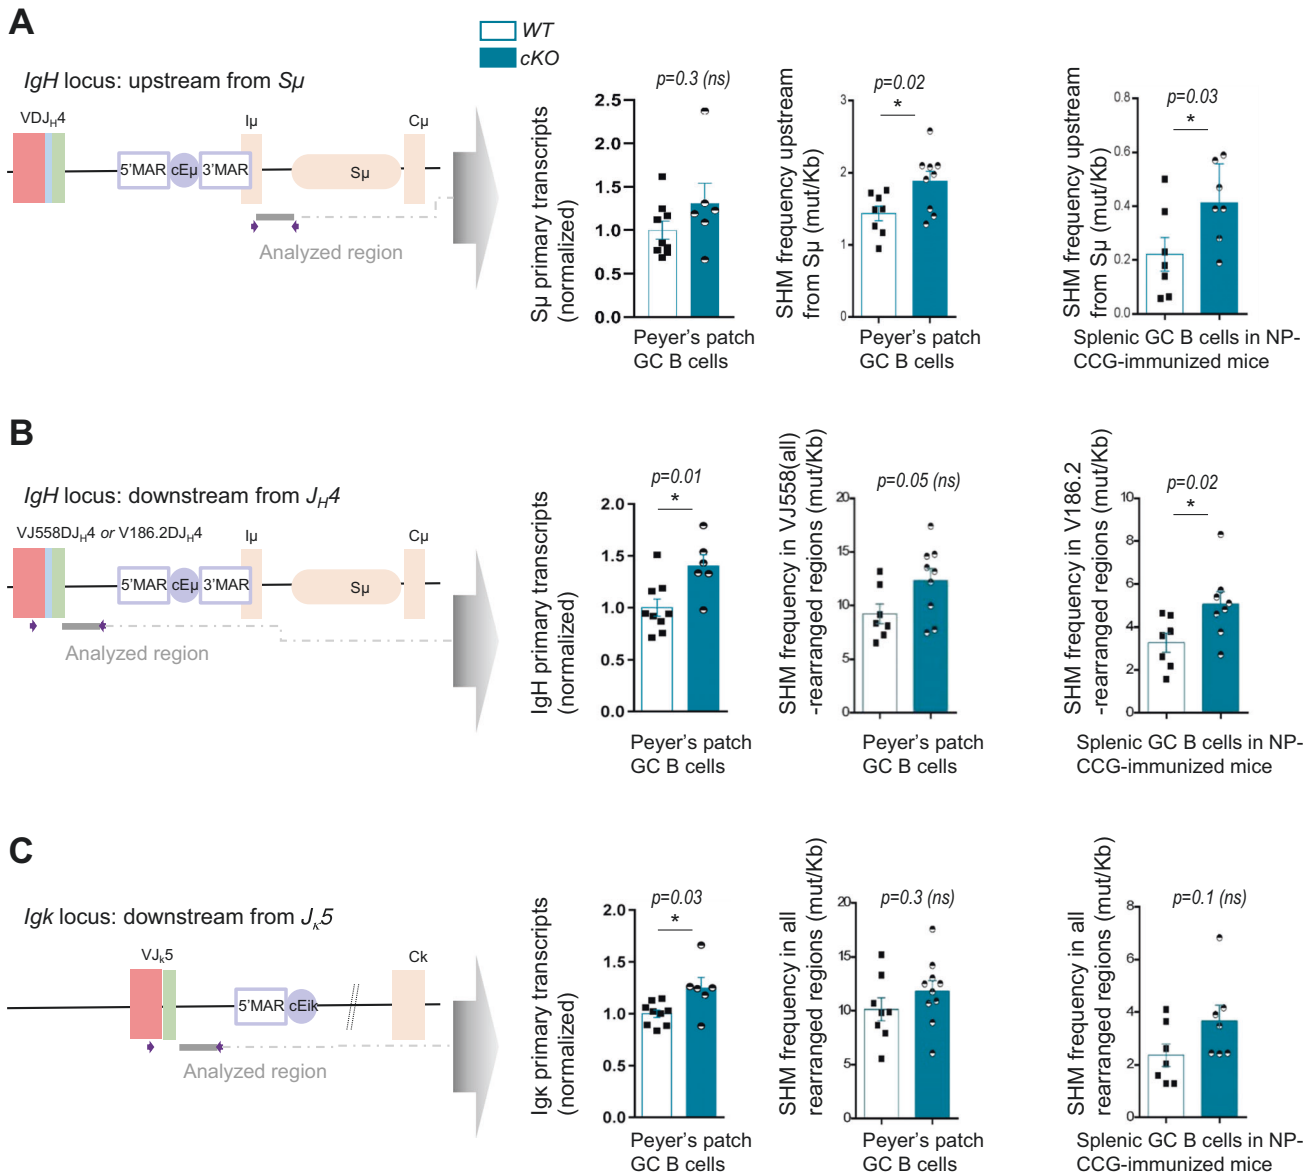 A
WT
cKO
IgH locus: upstream from Sµ
VDJH4
Iµ
Cµ
5'MAR
cEµ
3'MAR
Sµ
Analyzed region
p=0.3 (ns)
Sµ primary transcripts
(normalized)
2.5
2.0
1.5
1.0
0.5
0.0
Peyer's patch
GC B cells
p=0.02
*
SHM frequency upstream
from Sµ (mut/Kb)
3
2
1
0
Peyer's patch
GC B cells
p=0.03
*
SHM frequency upstream
from Sµ (mut/Kb)
0.8
0.6
0.4
0.2
0.0
Splenic GC B cells in NP-
CCG-immunized mice
B
IgH locus: downstream from JH4
VJ558DJH4 or V186.2DJH4
Iµ
Cµ
5'MAR
cEµ
3'MAR
Sµ
Analyzed region
p=0.01
*
IgH primary transcripts
(normalized)
2.0
1.5
1.0
0.5
0.0
Peyer's patch
GC B cells
p=0.05 (ns)
SHM frequency in VJ558(all)
-rearranged regions (mut/Kb)
20
15
10
5
0
Peyer's patch
GC B cells
p=0.02
*
SHM frequency in V186.2
-rearranged regions (mut/Kb)
10
8
6
4
2
0
Splenic GC B cells in NP-
CCG-immunized mice
C
Igk locus: downstream from Jκ5
VJk5
Ck
5'MAR
cEik
Analyzed region
p=0.03
*
Igκ primary transcripts
(normalized)
2.0
1.5
1.0
0.5
0.0
Peyer's patch
GC B cells
p=0.3 (ns)
SHM frequency in all
rearranged regions (mut/Kb)
20
15
10
5
0
Peyer's patch
GC B cells
p=0.1 (ns)
SHM frequency in all
rearranged regions (mut/Kb)
8
6
4
2
0
Splenic GC B cells in NP-
CCG-immunized mice